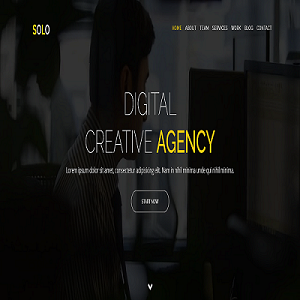 SOLO
HOME ABOUT TEAM SERVICES WORK BLOG CONTACT
DIGITAL
CREATIVE AGENCY
Lorem ipsum dolor sit amet, consectetur adipisicing elit. Nam in nihil minima unde qui nihil minima.
START NOW